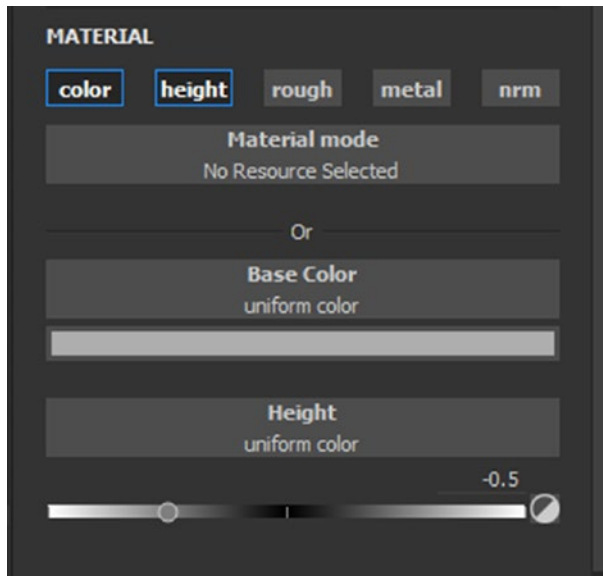 MATERIAL
color height rough metal nrm
Material mode
No Resource Selected
Or
Base Color
uniform color
Height
uniform color
-0.5